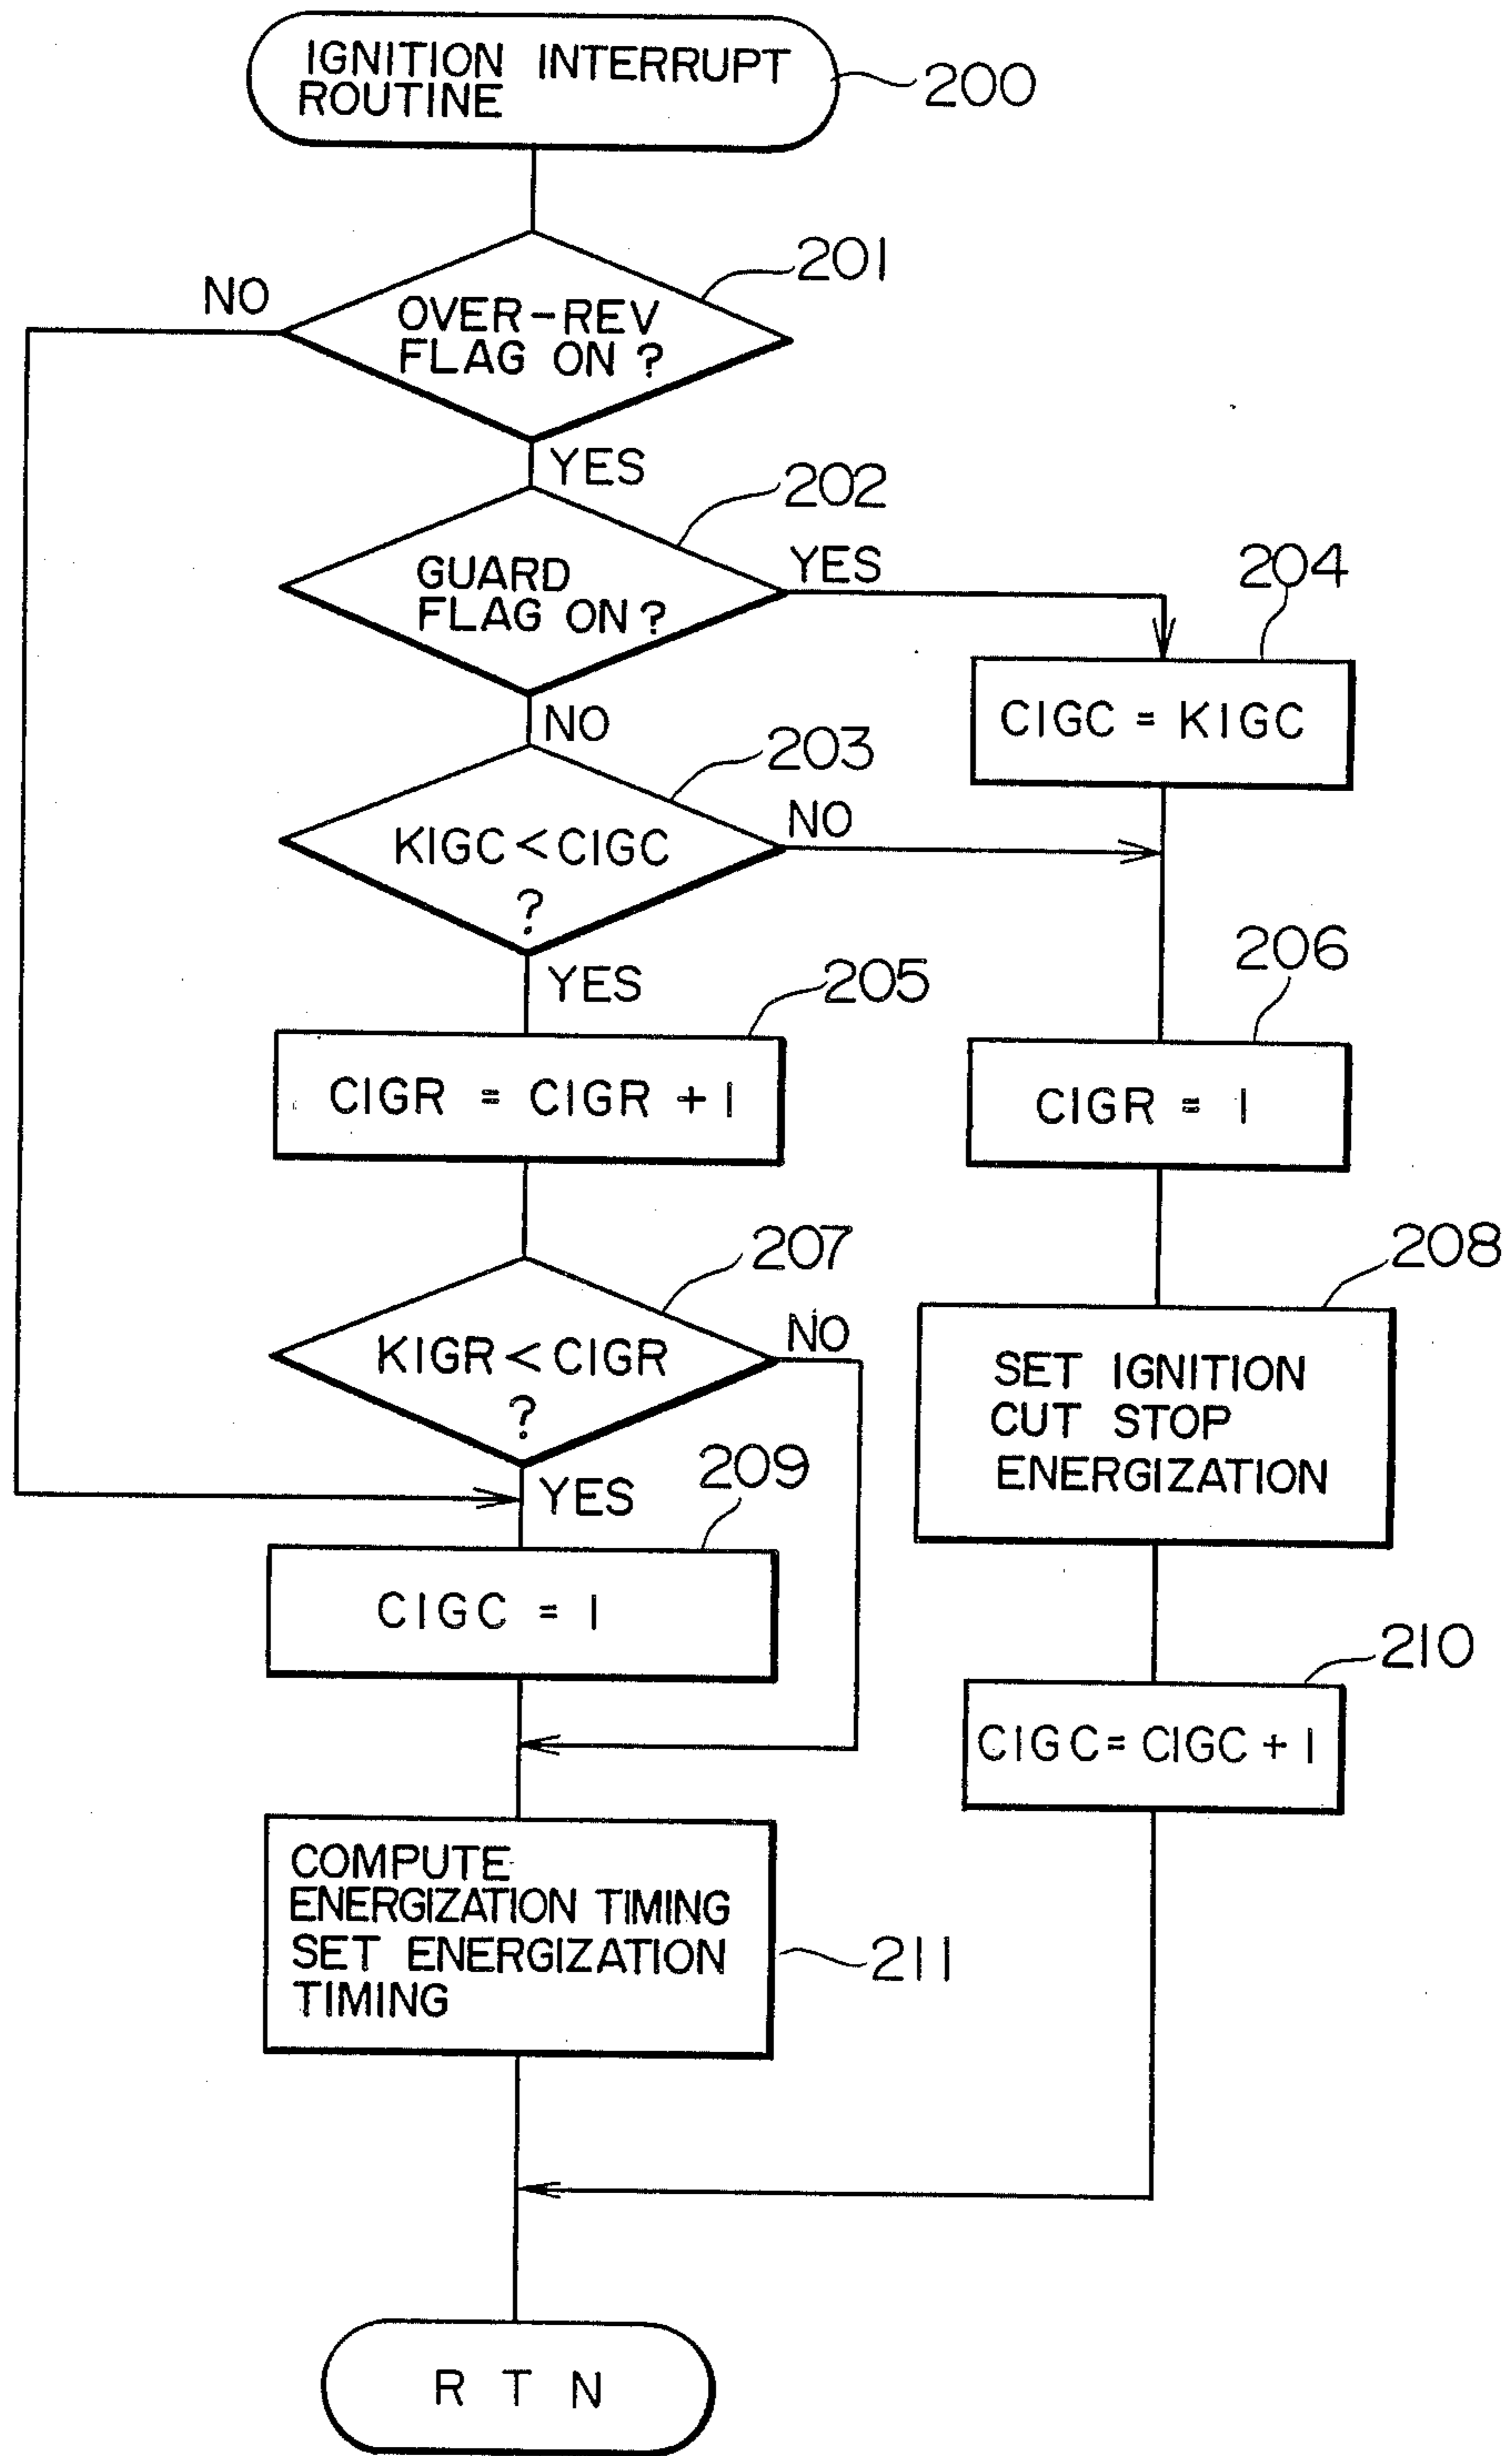 IGNITION INTERRUPT
ROUTINE
200
201
NO
OVER-REV
FLAG ON ?
YES
202
GUARD
FLAG ON ?
YES
204
CIGC = KIGC
NO
203
KIGC < CIGC
?
NO
YES
205
CIGR = CIGR + 1
206
CIGR = 1
207
KIGR < CIGR
?
NO
208
SET IGNITION
CUT STOP
ENERGIZATION
YES
209
CIGC = 1
210
CIGC = CIGC + 1
COMPUTE
ENERGIZATION TIMING
SET ENERGIZATION
TIMING
211
R T N